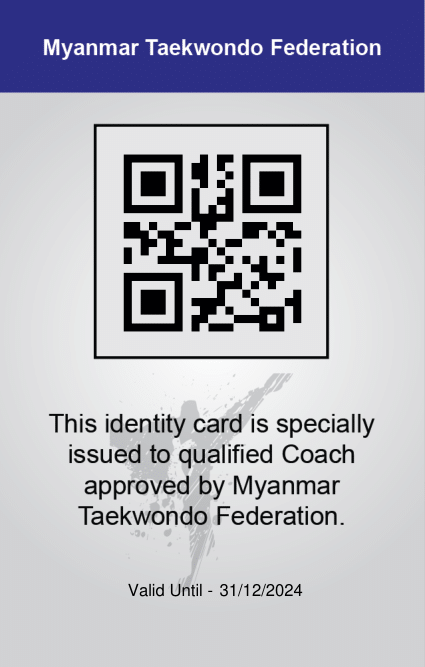 Myanmar Taekwondo Federation
This identity card is specially
issued to qualified Coach
approved by Myanmar
Taekwondo Federation.
Valid Until - 31/12/2024